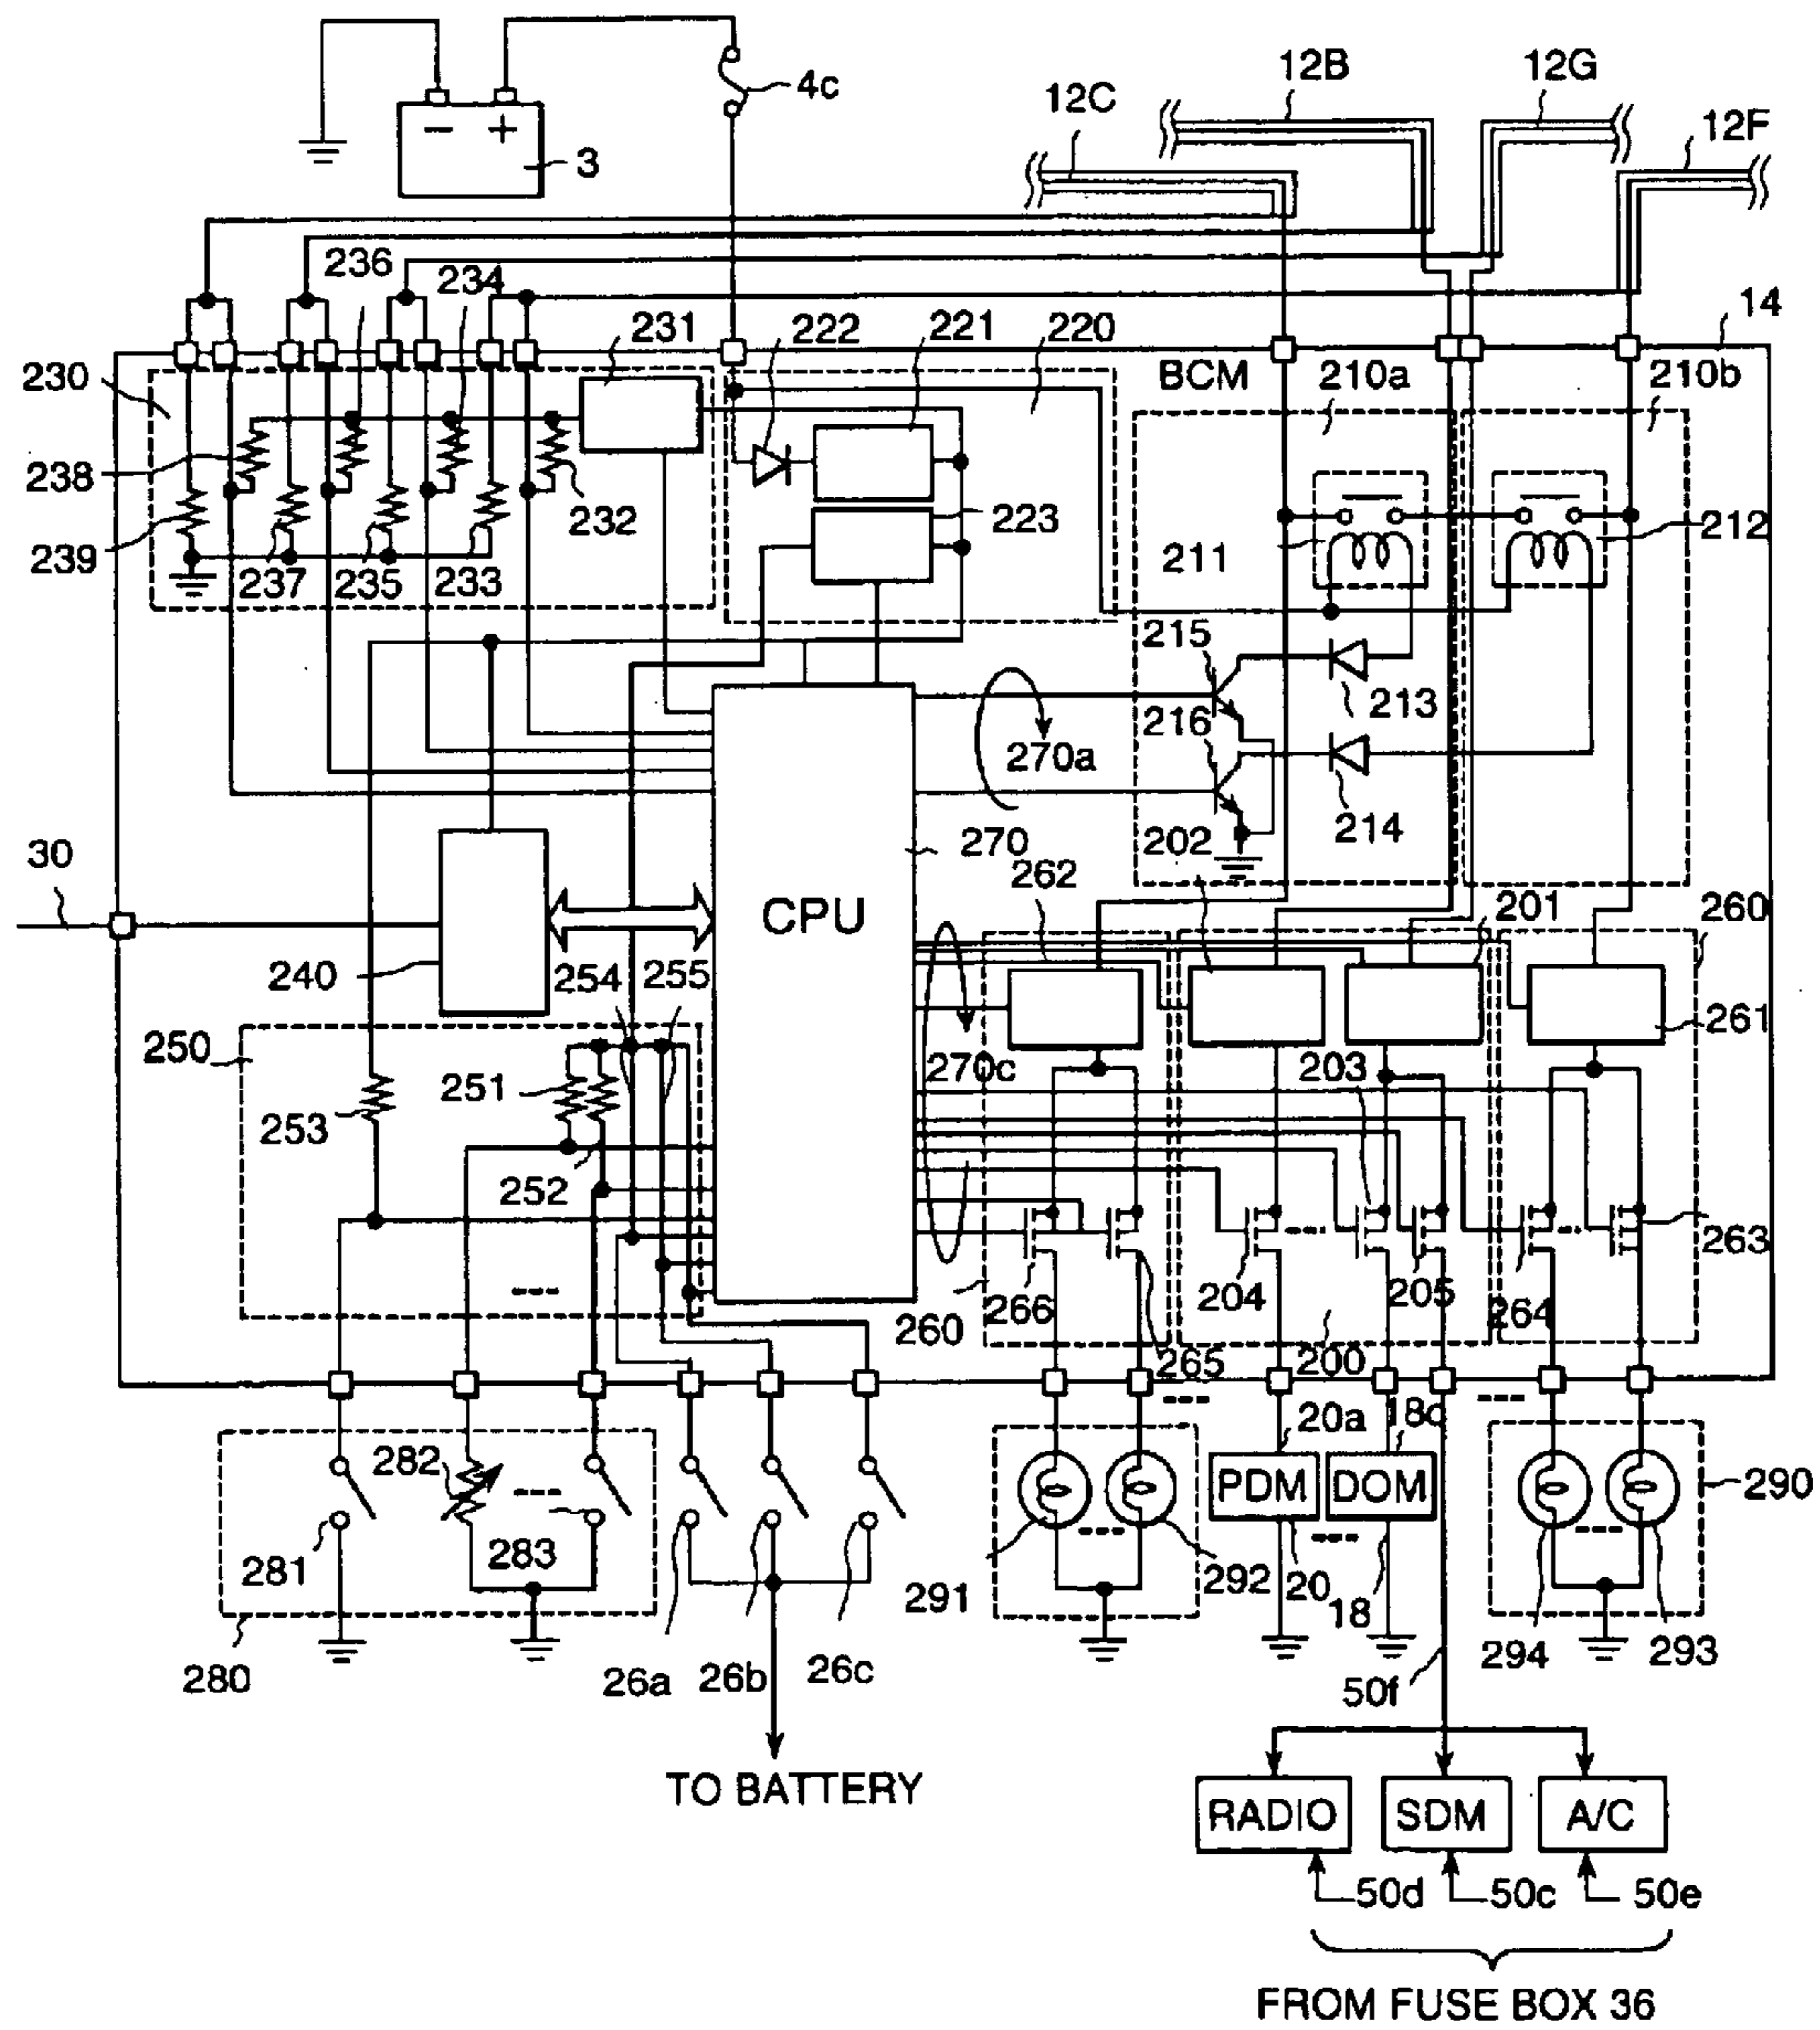 4c
12B
12G
12C
12F
− +
3
236
234
231
222
221
220
14
230
BCM
210a
210b
238
232
223
239
237
235
233
211
212
215
213
216
270a
214
202
30
270
262
CPU
201
260
240
254
255
261
250
251
270c
203
253
252
263
266
204
205
264
260
265
200
20a
18c
282
PDM
DOM
290
281
283
291
292
20
18
294
293
280
26a
26b
26c
50f
TO BATTERY
RADIO
SDM
A/C
50d
50c
50e
FROM FUSE BOX 36